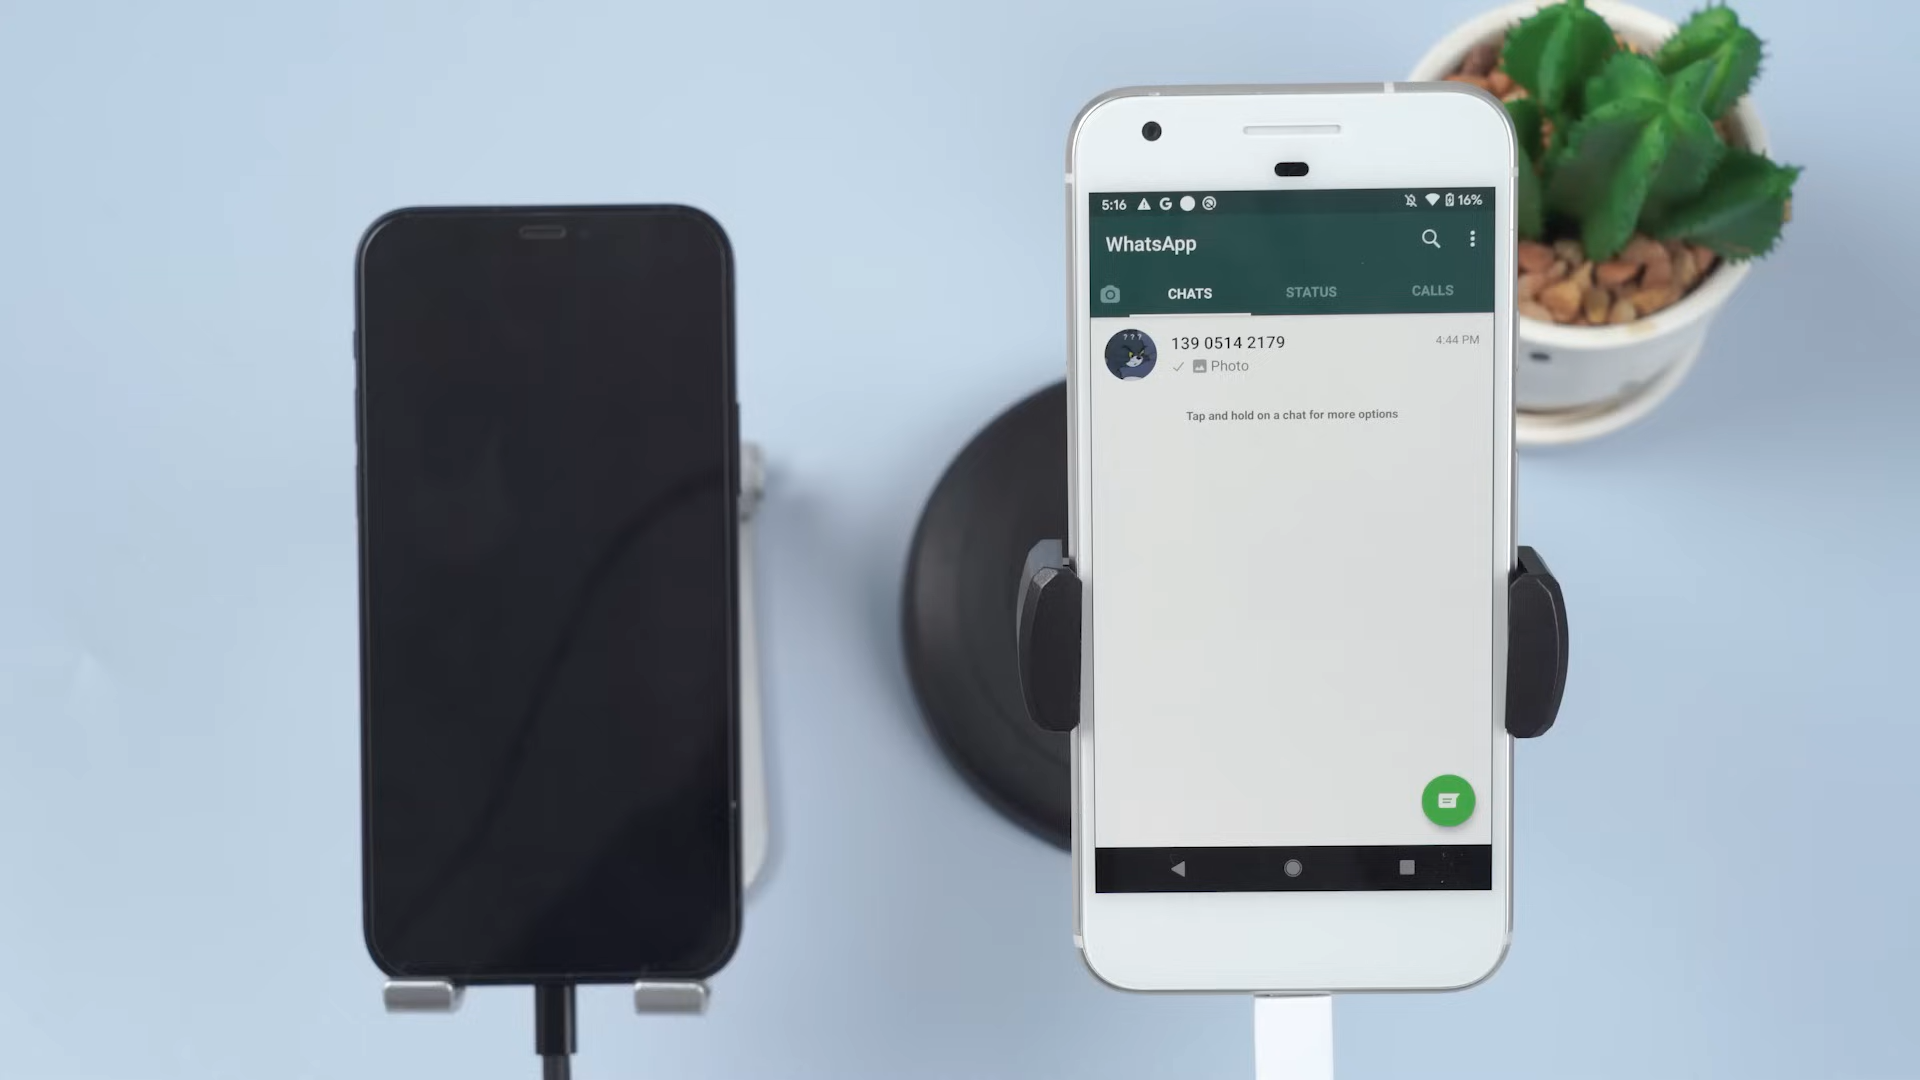 5:16
16%
WhatsApp
CHATS
STATUS
CALLS
???
139 0514 2179
4:44 PM
Photo
Tap and hold on a chat for more options